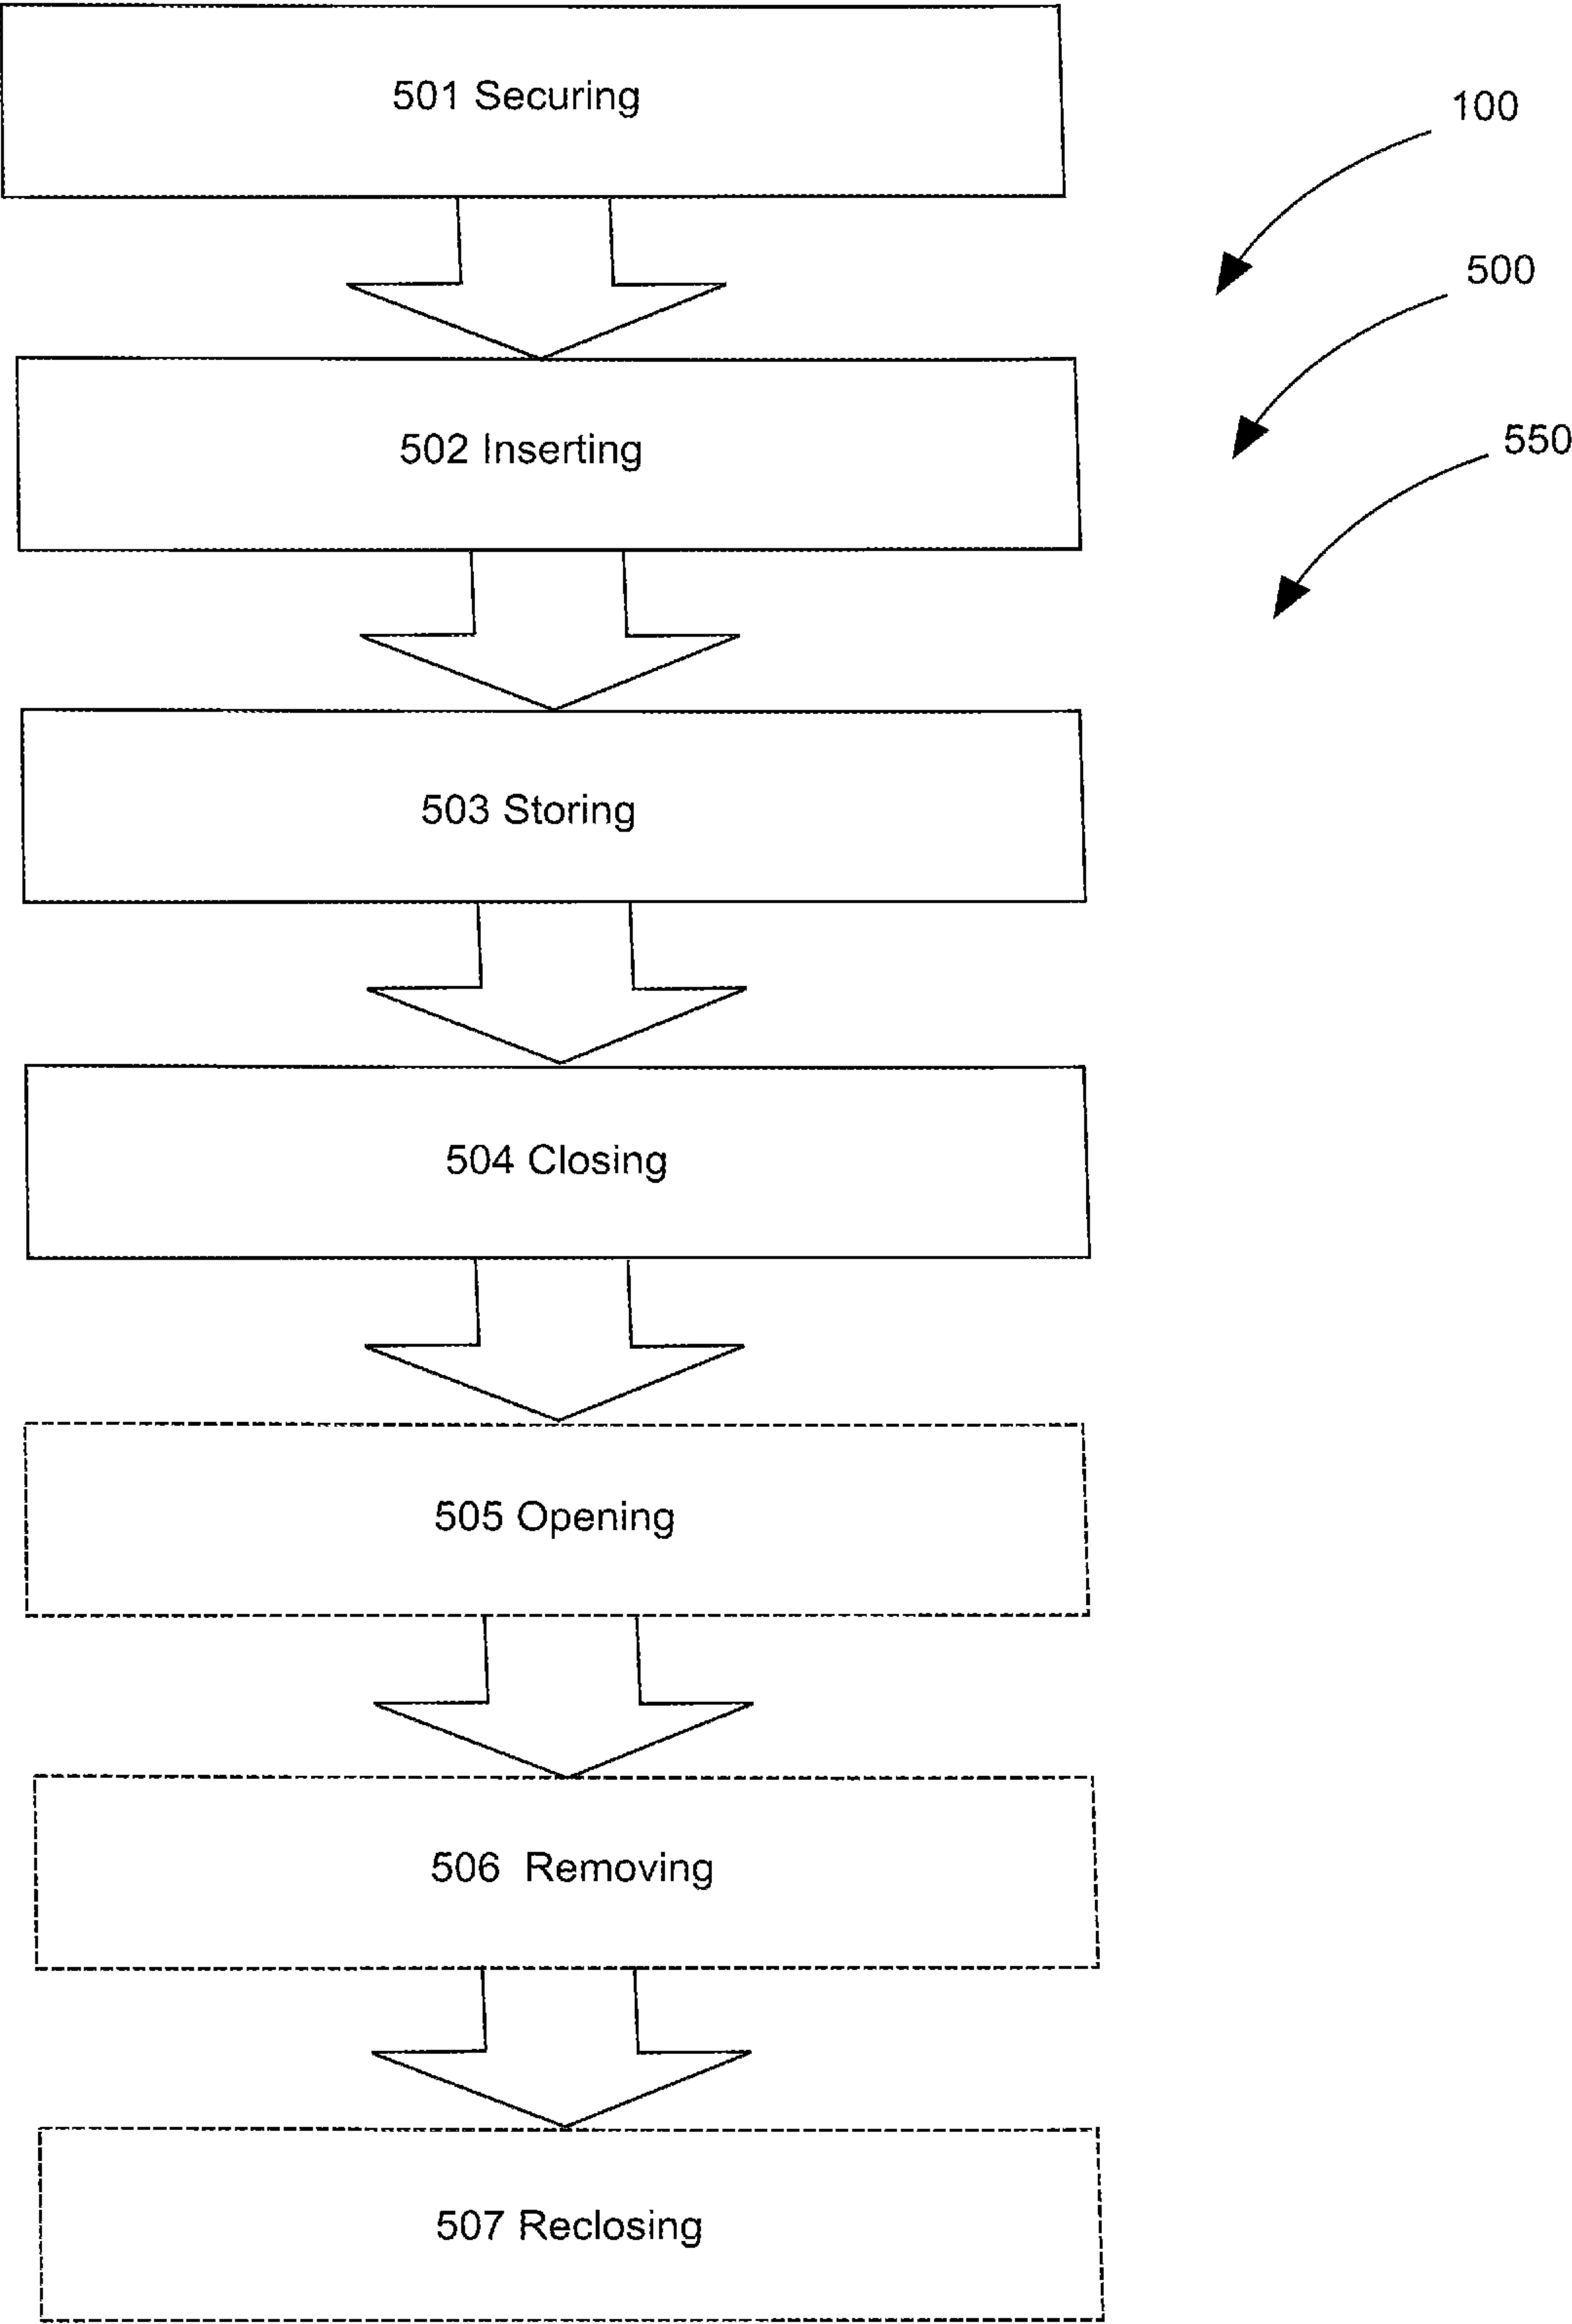 501 Securing
100
500
502 Inserting
550
503 Storing
504 Closing
505 Opening
506  Removing
507 Reclosing